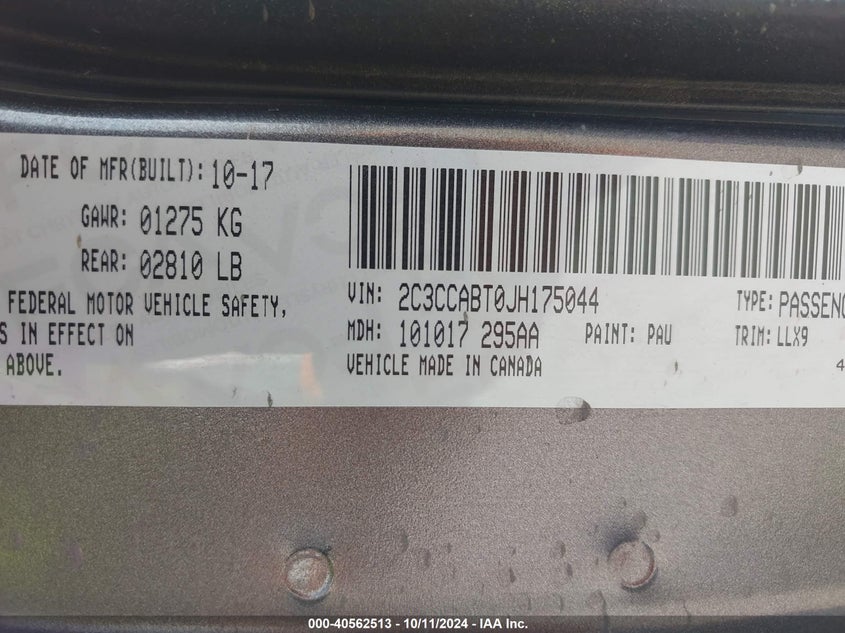 DATE OF MFR(BUILT): 10-17
GAWR: 01275 KG
REAR: 02810 LB
FEDERAL MOTOR VEHICLE SAFETY,
S IN EFFECT ON
ABOVE.
VIN: 2C3CCABT0JH175044 TYPE: PASSENG
MDH: 101017 295AA PAINT: PAU TRIM: LLX9
VEHICLE MADE IN CANADA 4
000-40562513 - 10/11/2024 - IAA Inc.